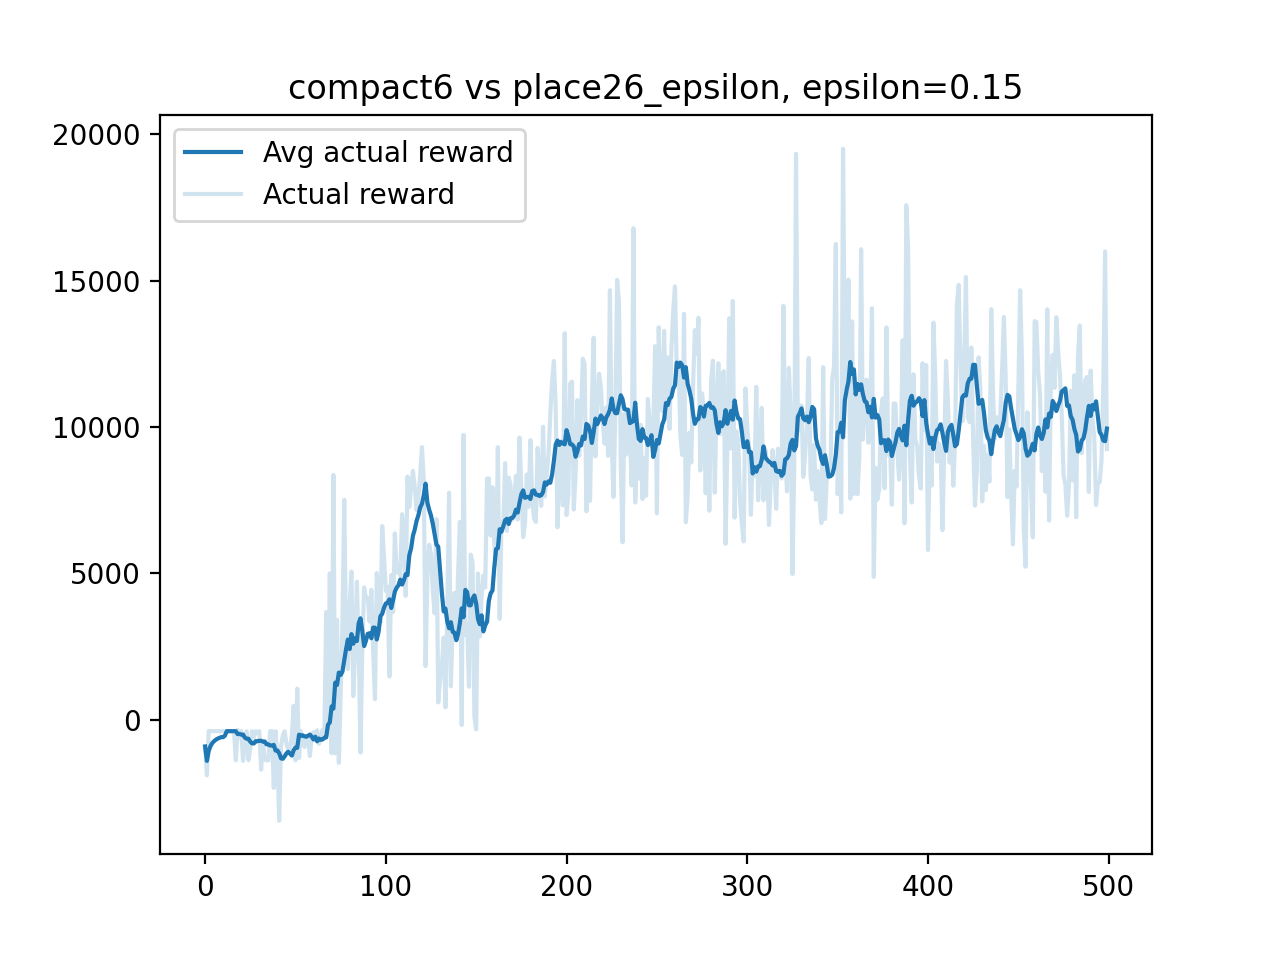 compact6 vs place26_epsilon, epsilon=0.15
20000
15000
10000
5000
0
Avg actual reward
Actual reward
0 100 200 300 400 500